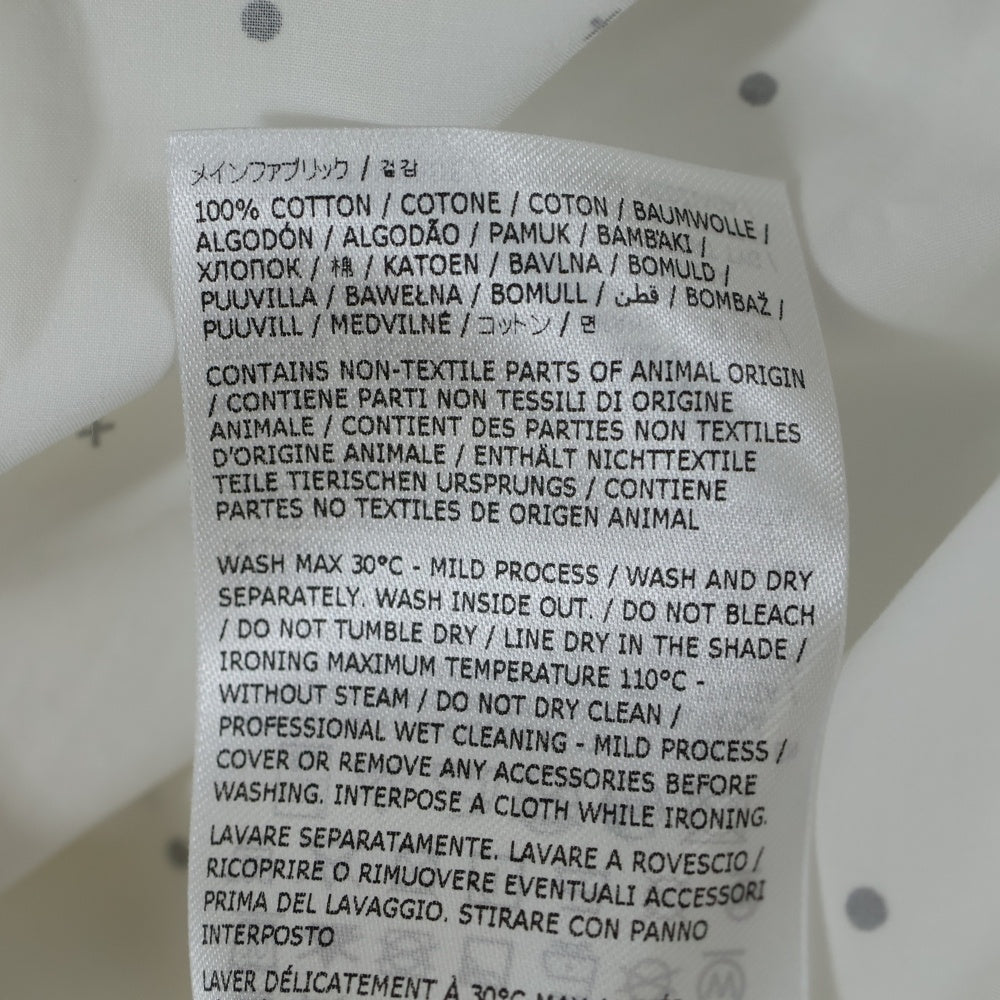 メインファブリック / 겉감
100% COTTON / COTONE / COTON / BAUMWOLLE /
ALGODÓN / ALGODÃO / PAMUK / BAMBAKI /
ХЛОПОК / 棉 / KATOEN / BAVLNA / BOMULD /
PUUVILLA / BAWEŁNA / BOMULL / قطن / BOMBAŽ /
PUUVILL / MEDVILNÉ / コットン / 면
CONTAINS NON-TEXTILE PARTS OF ANIMAL ORIGIN
/ CONTIENE PARTI NON TESSILI DI ORIGINE
ANIMALE / CONTIENT DES PARTIES NON TEXTILES
D'ORIGINE ANIMALE / ENTHÄLT NICHTTEXTILE
TEILE TIERISCHEN URSPRUNGS / CONTIENE
PARTES NO TEXTILES DE ORIGEN ANIMAL
WASH MAX 30°C - MILD PROCESS / WASH AND DRY
SEPARATELY. WASH INSIDE OUT. / DO NOT BLEACH
/ DO NOT TUMBLE DRY / LINE DRY IN THE SHADE /
IRONING MAXIMUM TEMPERATURE 110°C -
WITHOUT STEAM / DO NOT DRY CLEAN /
PROFESSIONAL WET CLEANING - MILD PROCESS /
COVER OR REMOVE ANY ACCESSORIES BEFORE
WASHING. INTERPOSE A CLOTH WHILE IRONING.
LAVARE SEPARATAMENTE. LAVARE A ROVESCIO /
RICOPRIRE O RIMUOVERE EVENTUALI ACCESSORI
PRIMA DEL LAVAGGIO. STIRARE CON PANNO
INTERPOSTO
LAVER DÉLICATEMENT À 30°C MAX